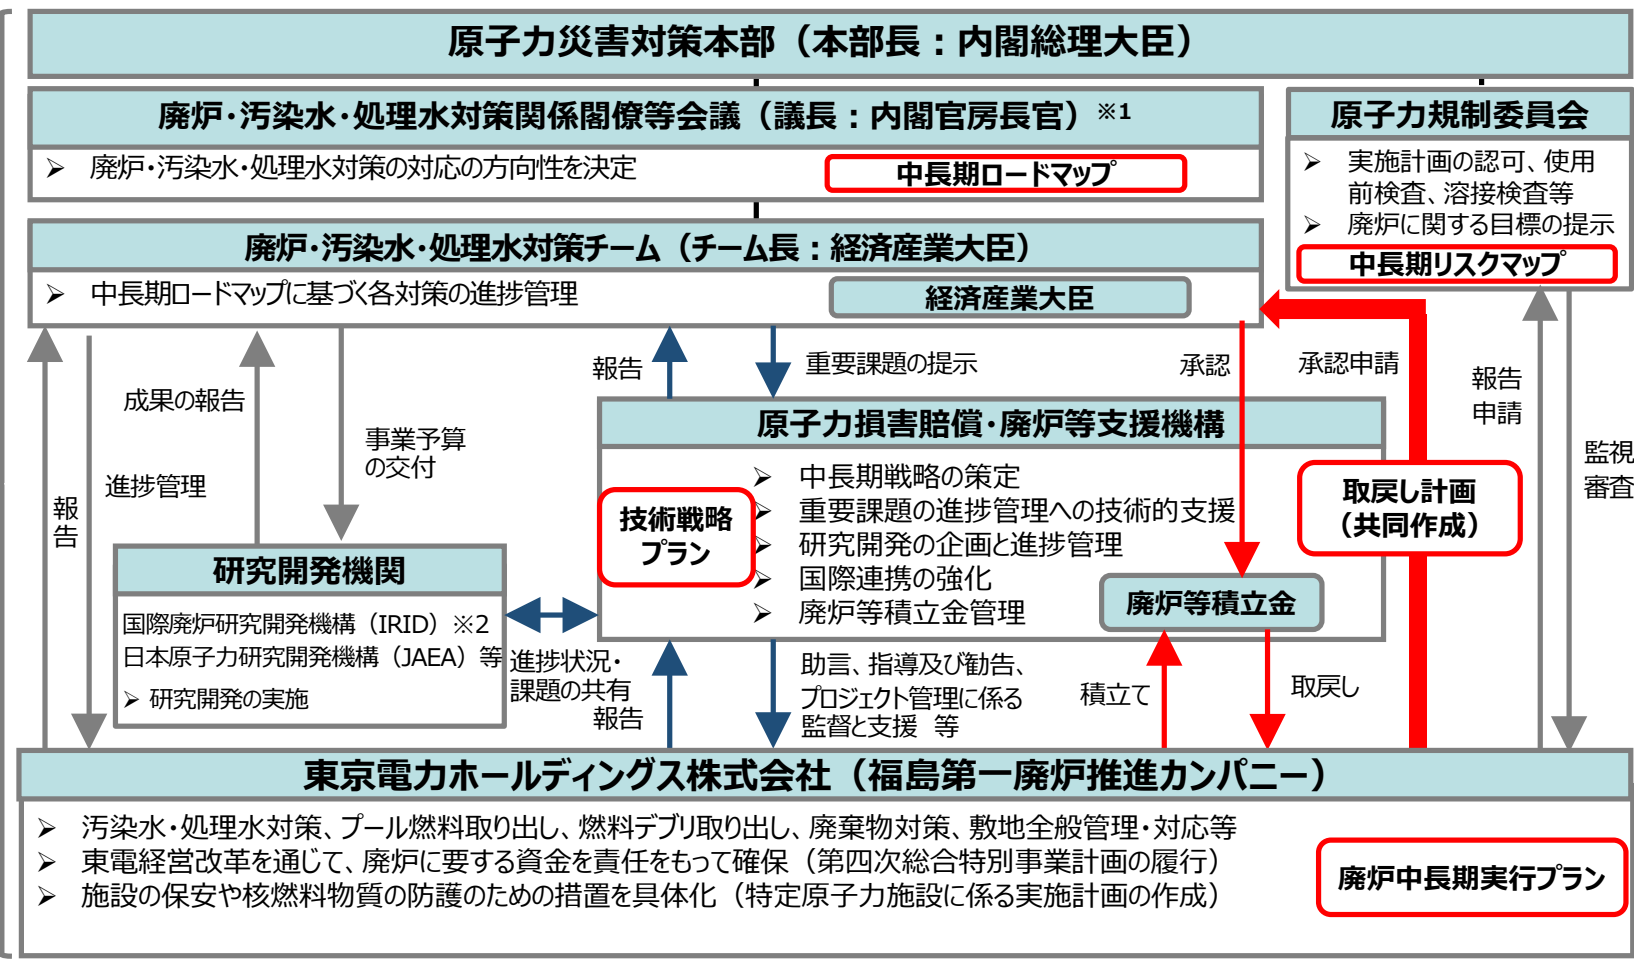 原子力災害対策本部（本部長：内閣総理大臣）
廃炉・汚染水・処理水対策関係閣僚等会議（議長：内閣官房長官）※1
➢ 廃炉・汚染水・処理水対策の対応の方向性を決定
中長期ロードマップ
原子力規制委員会
➢ 実施計画の認可、使用
前検査、溶接検査等
➢ 廃炉に関する目標の提示
中長期リスクマップ
廃炉・汚染水・処理水対策チーム（チーム長：経済産業大臣）
➢ 中長期ロードマップに基づく各対策の進捗管理
経済産業大臣
報告
進捗管理
成果の報告
事業予算
の交付
報告
重要課題の提示
承認
承認申請
報告
申請
監視
審査
原子力損害賠償・廃炉等支援機構
➢ 中長期戦略の策定
➢ 重要課題の進捗管理への技術的支援
➢ 研究開発の企画と進捗管理
➢ 国際連携の強化
➢ 廃炉等積立金管理
技術戦略
プラン
廃炉等積立金
取戻し計画
（共同作成）
研究開発機関
国際廃炉研究開発機構（IRID）※2
日本原子力研究開発機構（JAEA）等
➢ 研究開発の実施
進捗状況・
課題の共有
報告
助言、指導及び勧告、
プロジェクト管理に係る
監督と支援 等
積立て
取戻し
東京電力ホールディングス株式会社（福島第一廃炉推進カンパニー）
➢ 汚染水・処理水対策、プール燃料取り出し、燃料デブリ取り出し、廃棄物対策、敷地全般管理・対応等
➢ 東電経営改革を通じて、廃炉に要する資金を責任をもって確保（第四次総合特別事業計画の履行）
➢ 施設の保安や核燃料物質の防護のための措置を具体化（特定原子力施設に係る実施計画の作成）
廃炉中長期実行プラン